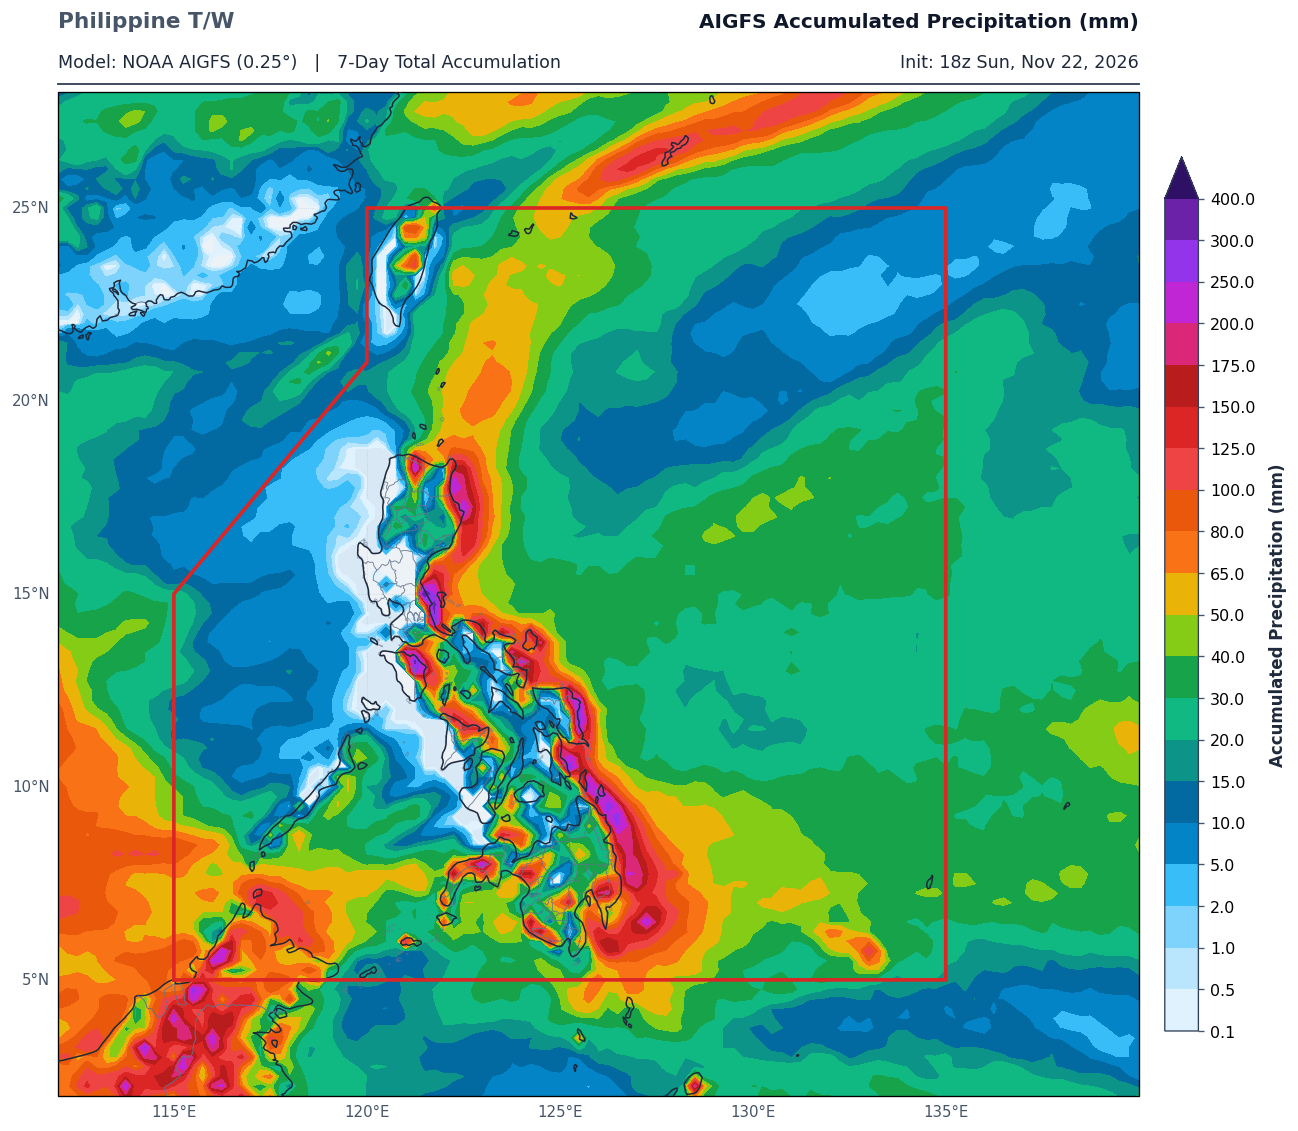 Philippine T/W
AIGFS Accumulated Precipitation (mm)
Model: NOAA AIGFS (0.25°) | 7-Day Total Accumulation
Init: 18z Sun, Nov 22, 2026
25°N
20°N
15°N
10°N
5°N
115°E
120°E
125°E
130°E
135°E
400.0
300.0
250.0
200.0
175.0
150.0
125.0
100.0
80.0
65.0
50.0
40.0
30.0
20.0
15.0
10.0
5.0
2.0
1.0
0.5
0.1
Accumulated Precipitation (mm)